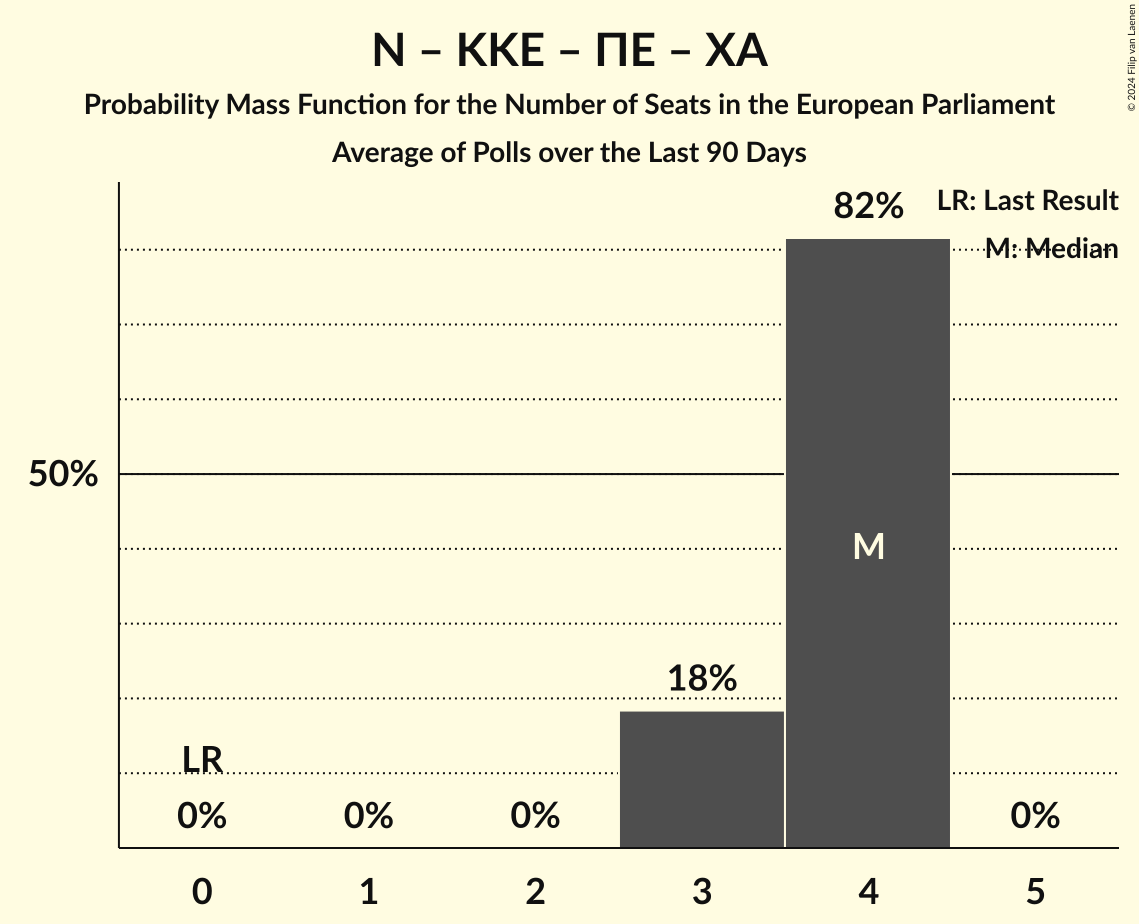 Ν – ΚΚΕ – ΠΕ – ΧΑ
Probability Mass Function for the Number of Seats in the European Parliament
Average of Polls over the Last 90 Days
© 2024 Filip van Laenen
LR: Last Result
M: Median
82%
50%
M
18%
LR
0% 0% 0% 0%
0 1 2 3 4 5